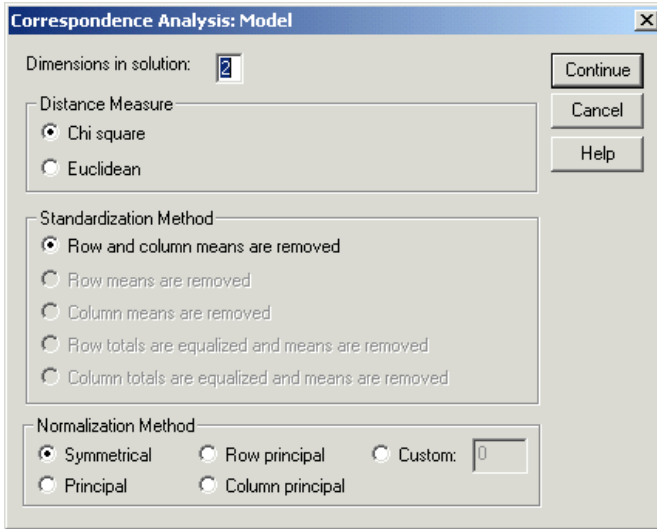 Correspondence Analysis: Model
Dimensions in solution: 2
Continue
Cancel
Help
Distance Measure
Chi square
Euclidean
Standardization Method
Row and column means are removed
Row means are removed
Column means are removed
Row totals are equalized and means are removed
Column totals are equalized and means are removed
Normalization Method
Symmetrical Row principal Custom: 0
Principal Column principal